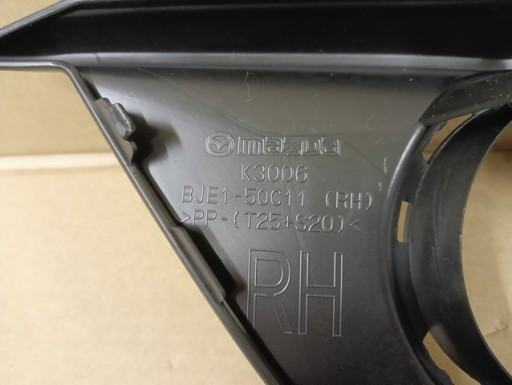 mazda
K3006
BJE1-50C11 (RH)
>PP-(T25+S20)<
RH